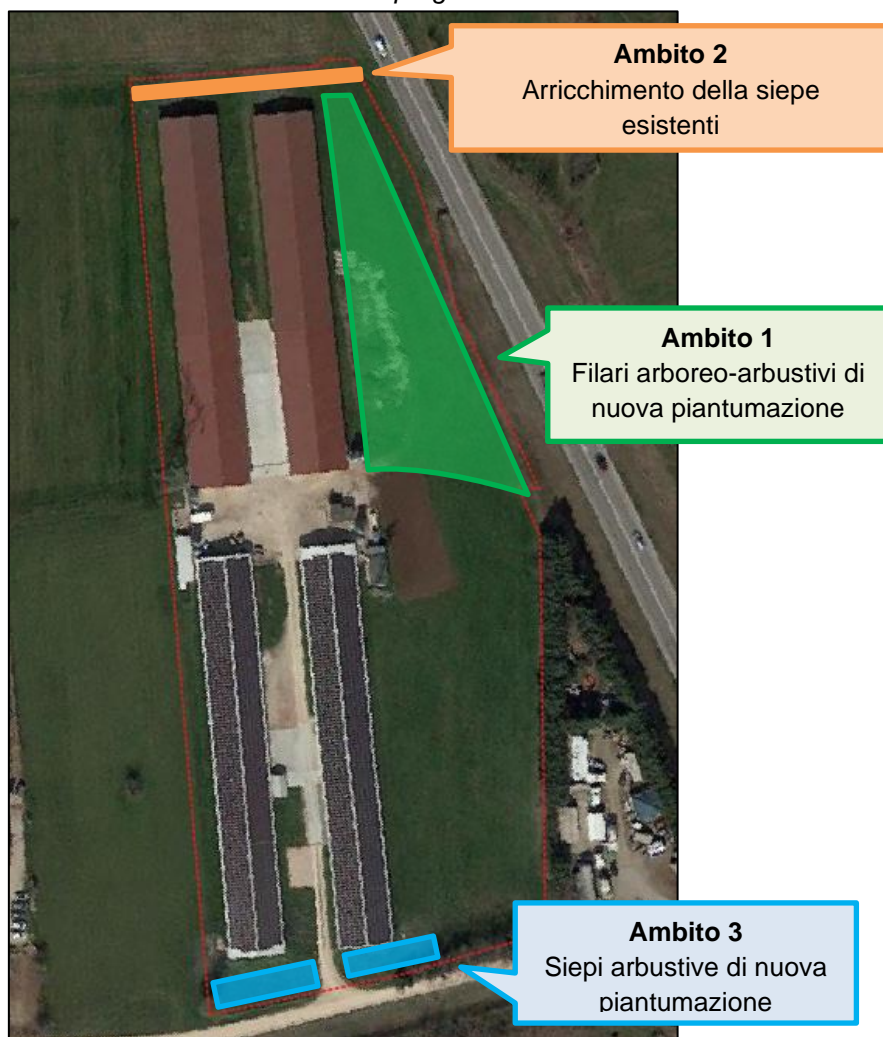 Ambito 2
Arricchimento della siepe
esistenti
Ambito 1
Filari arboreo-arbustivi di
nuova piantumazione
Ambito 3
Siepi arbustive di nuova
piantumazione